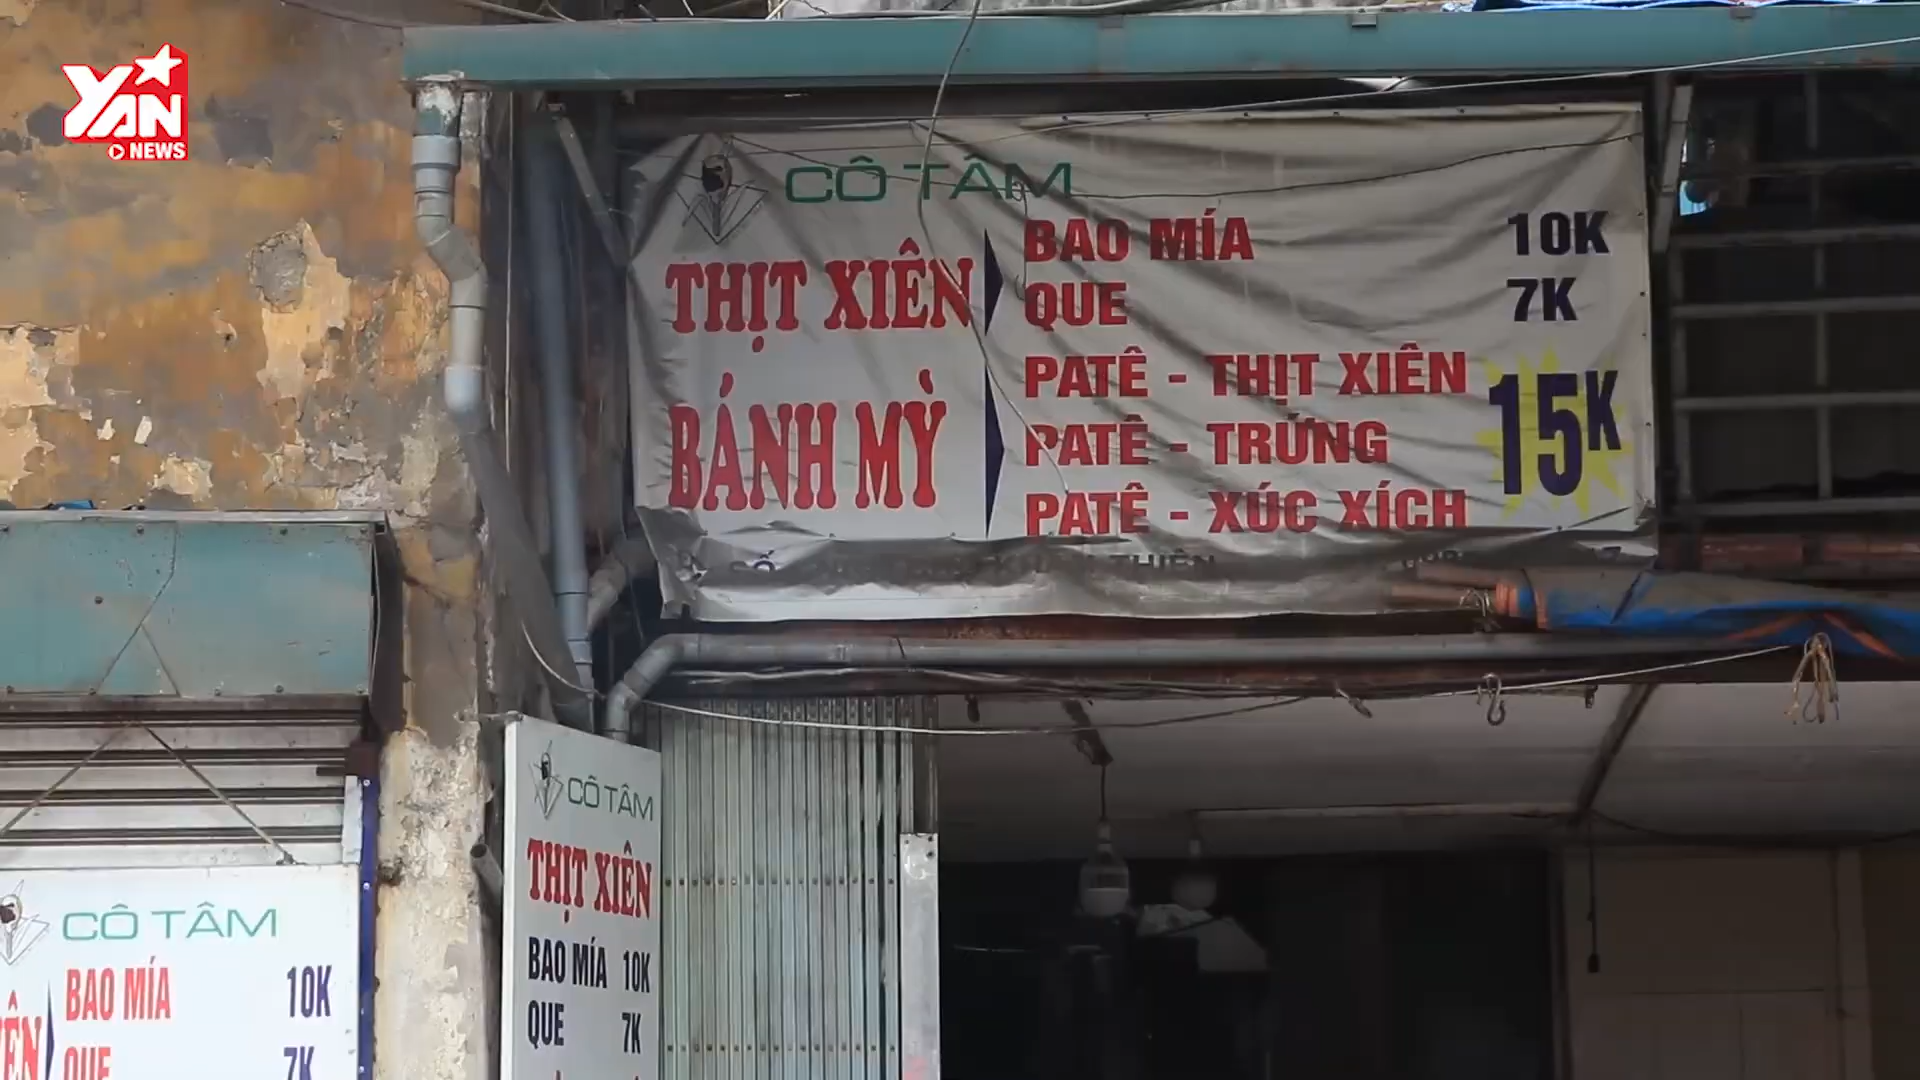 YAN
NEWS
CÔ TÂM
THỊT XIÊN
BAO MÍA 10K
QUE 7K
BÁNH MỲ
PATÊ - THỊT XIÊN
PATÊ - TRỨNG
PATÊ - XÚC XÍCH
15K
CÔ TÂM
THỊT XIÊN
BAO MÍA 10K
QUE 7K
CÔ TÂM
BAO MÍA 10K
QUE 7K